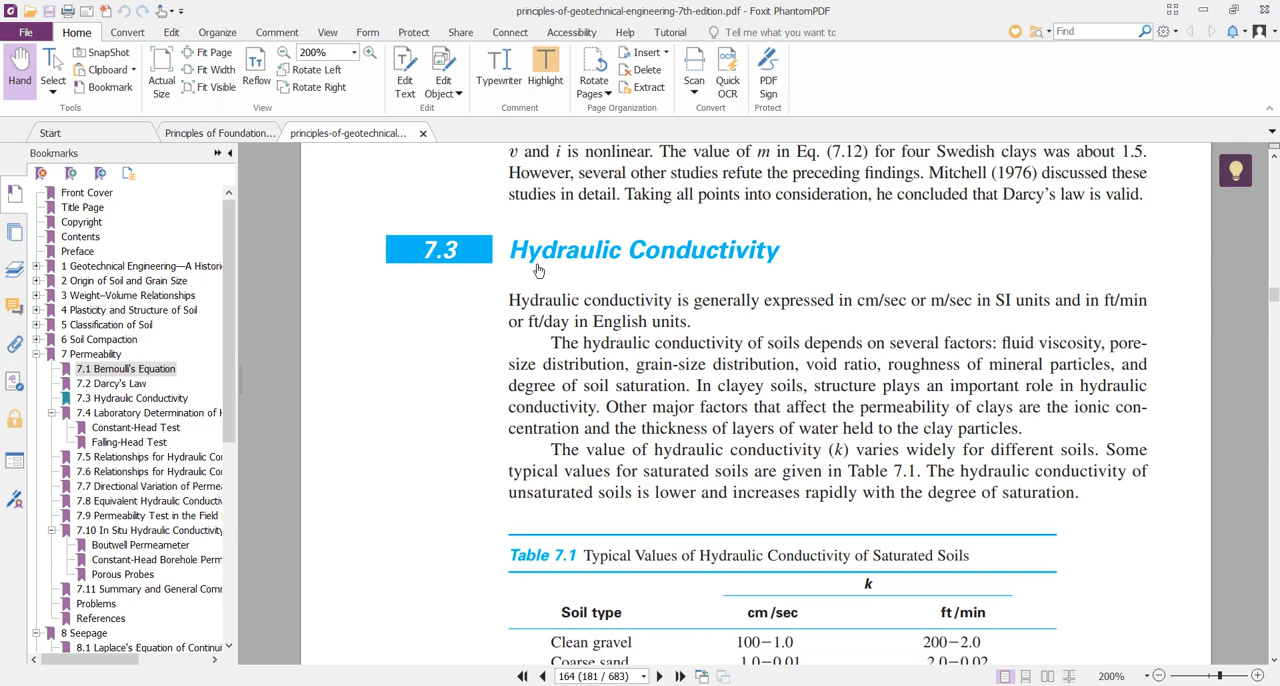 principles-of-geotechnical-engineering-7th-edition.pdf - Foxit PhantomPDF
File Home Convert Edit Organize Comment View Form Protect Share Connect Accessibility Help Tutorial Tell me what you want to Find
Hand
Select
SnapShot
Clipboard
Bookmark
Tools
Actual Size
Fit Page
Fit Width
Fit Visible
Reflow
200%
Rotate Left
Rotate Right
View
Edit Text
Edit Object
Edit
Typewriter
Highlight
Comment
Rotate Pages
Insert
Delete
Extract
Page Organization
Scan
Quick OCR
Convert
PDF Sign
Protect
Start Principles of Foundation... principles-of-geotechnical...
Bookmarks
Front Cover
Title Page
Copyright
Contents
Preface
1 Geotechnical Engineering—A Histori
2 Origin of Soil and Grain Size
3 Weight–Volume Relationships
4 Plasticity and Structure of Soil
5 Classification of Soil
6 Soil Compaction
7 Permeability
7.1 Bernoulli's Equation
7.2 Darcy's Law
7.3 Hydraulic Conductivity
7.4 Laboratory Determination of H
Constant-Head Test
Falling-Head Test
7.5 Relationships for Hydraulic Co
7.6 Relationships for Hydraulic Co
7.7 Directional Variation of Perme
7.8 Equivalent Hydraulic Conductiv
7.9 Permeability Test in the Field
7.10 In Situ Hydraulic Conductivity
Boutwell Permeameter
Constant-Head Borehole Perm
Porous Probes
7.11 Summary and General Com
Problems
References
8 Seepage
8.1 Laplace's Equation of Continui
v and i is nonlinear. The value of m in Eq. (7.12) for four Swedish clays was about 1.5.
However, several other studies refute the preceding findings. Mitchell (1976) discussed these
studies in detail. Taking all points into consideration, he concluded that Darcy's law is valid.
7.3 Hydraulic Conductivity
Hydraulic conductivity is generally expressed in cm/sec or m/sec in SI units and in ft/min
or ft/day in English units.
The hydraulic conductivity of soils depends on several factors: fluid viscosity, pore-
size distribution, grain-size distribution, void ratio, roughness of mineral particles, and
degree of soil saturation. In clayey soils, structure plays an important role in hydraulic
conductivity. Other major factors that affect the permeability of clays are the ionic con-
centration and the thickness of layers of water held to the clay particles.
The value of hydraulic conductivity (k) varies widely for different soils. Some
typical values for saturated soils are given in Table 7.1. The hydraulic conductivity of
unsaturated soils is lower and increases rapidly with the degree of saturation.
Table 7.1 Typical Values of Hydraulic Conductivity of Saturated Soils
k
Soil type cm/sec ft/min
Clean gravel 100–1.0 200–2.0
Coarse sand 1.0–0.01 2.0–0.02
164 (181 / 683) 200%